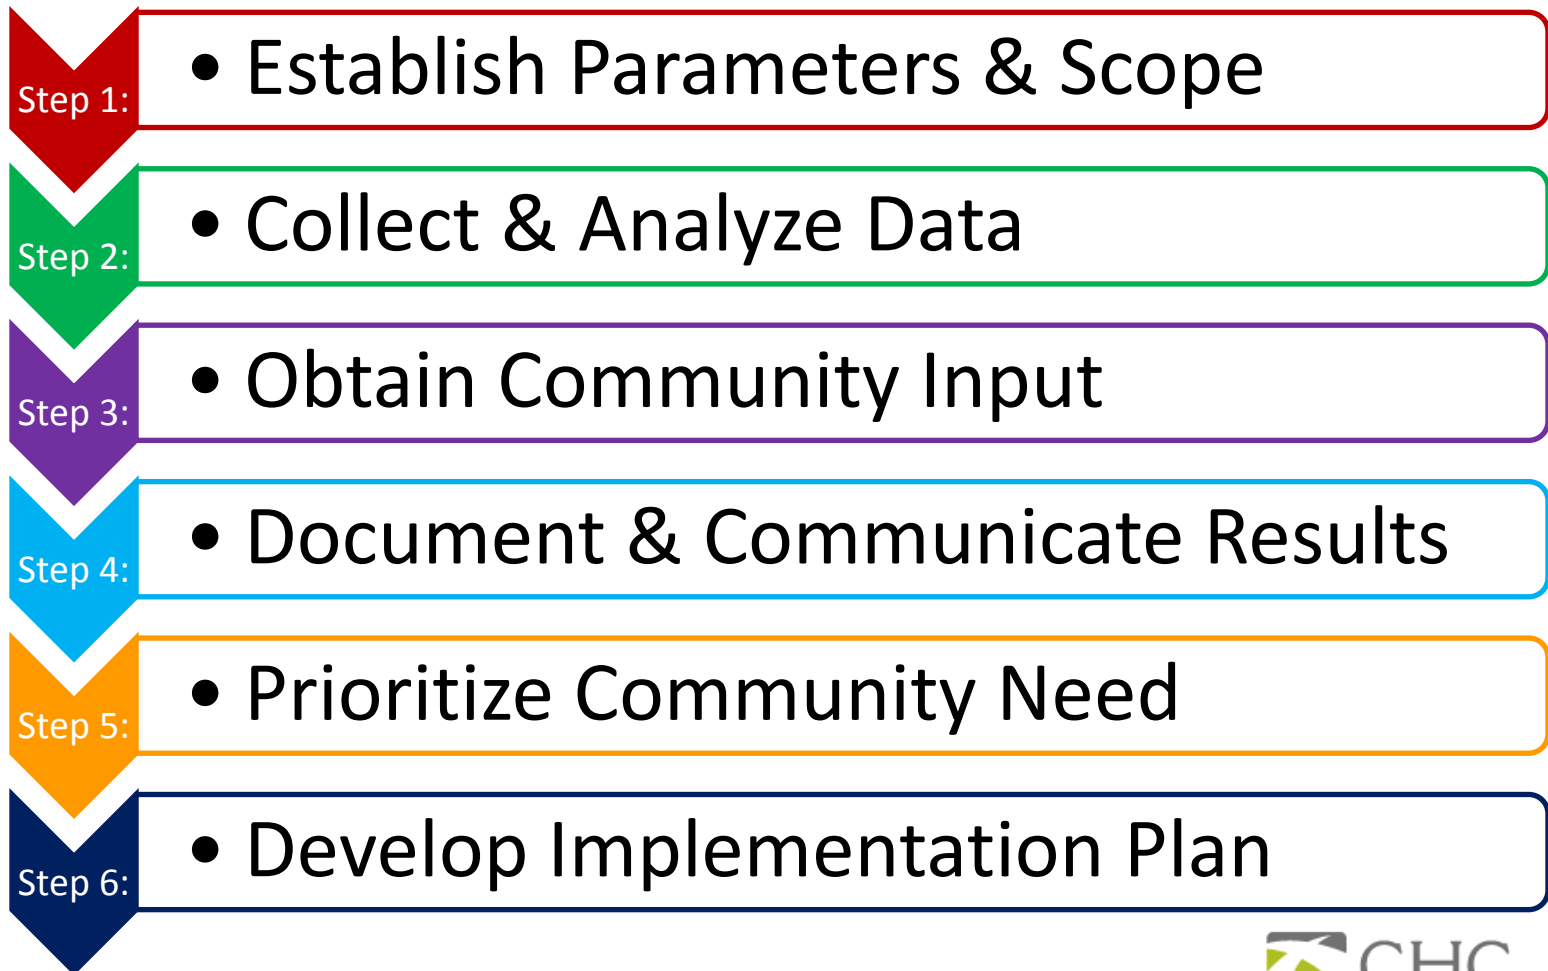 Step 1:
• Establish Parameters & Scope
Step 2:
• Collect & Analyze Data
Step 3:
• Obtain Community Input
Step 4:
• Document & Communicate Results
Step 5:
• Prioritize Community Need
Step 6:
• Develop Implementation Plan
CHC